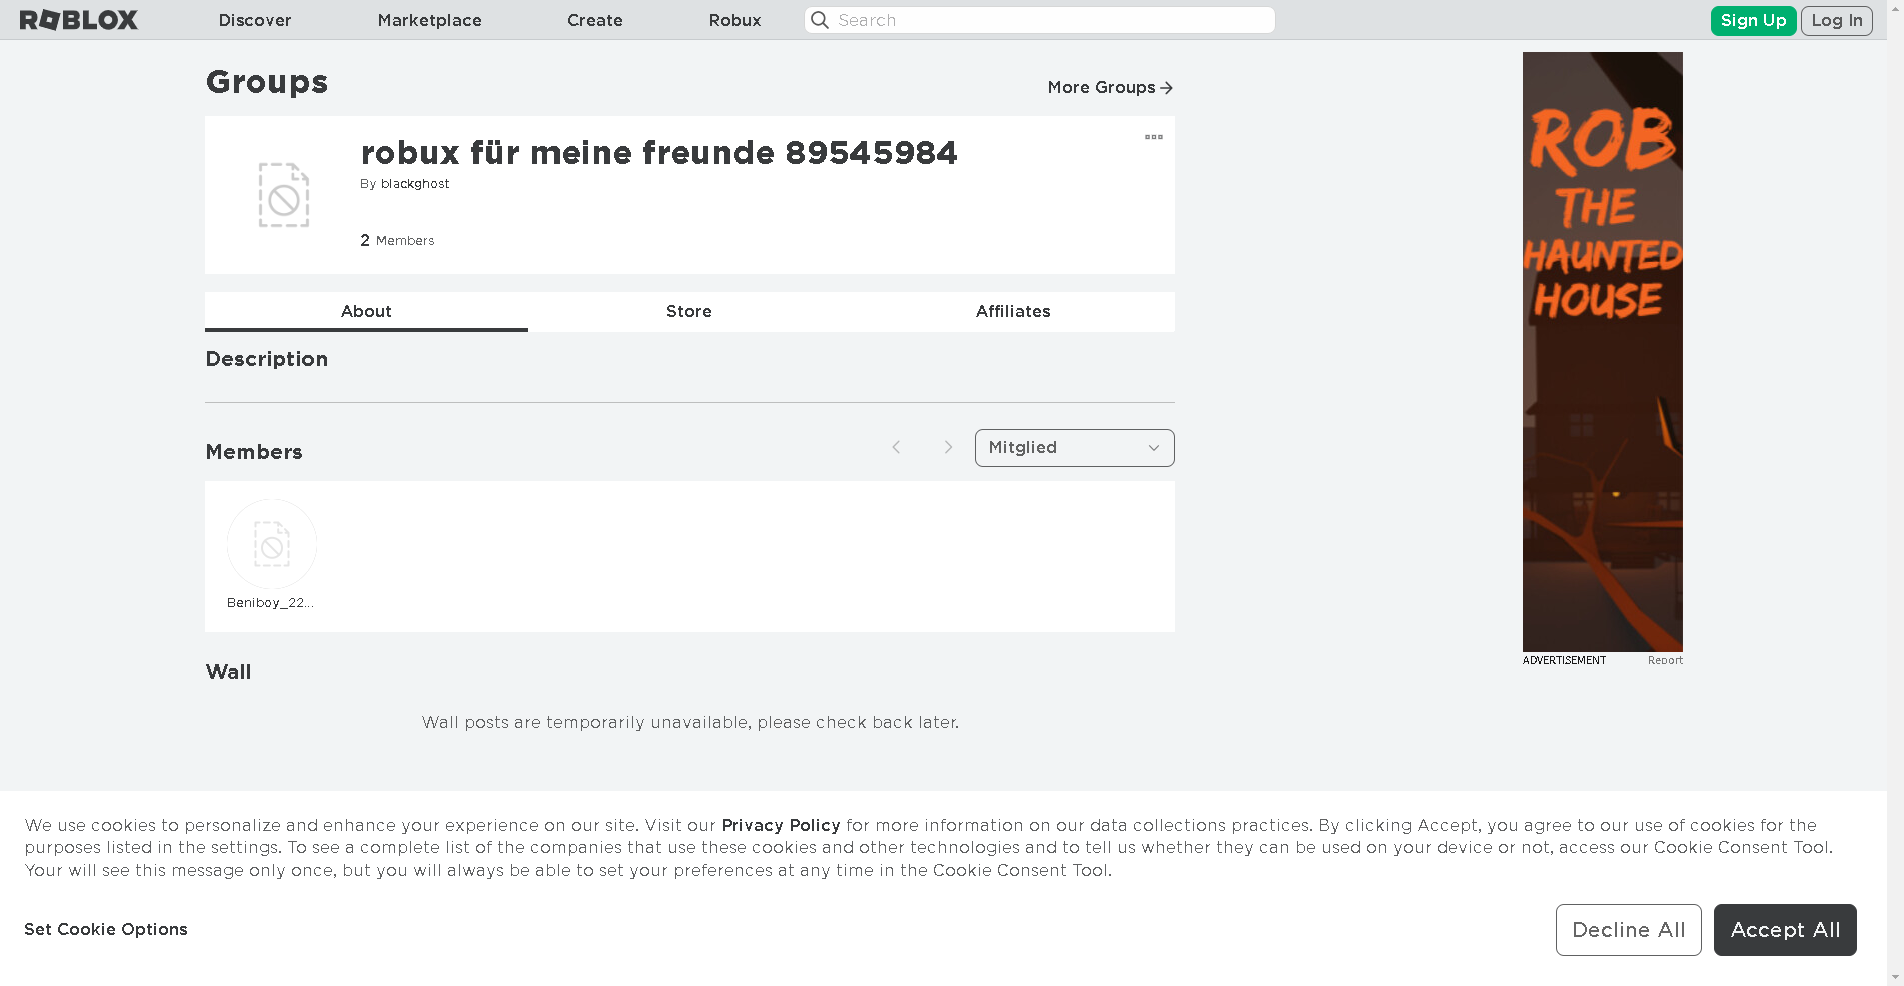 ROBLOX Discover Marketplace Create Robux Search Sign Up Log In
Groups
More Groups
robux für meine freunde 89545984
By blackghost
2 Members
About Store Affiliates
Description
Members
Mitglied
Beniboy_22...
Wall
Wall posts are temporarily unavailable, please check back later.
ROB
THE
HAUNTED
HOUSE
ADVERTISEMENT Report
We use cookies to personalize and enhance your experience on our site. Visit our Privacy Policy for more information on our data collections practices. By clicking Accept, you agree to our use of cookies for the
purposes listed in the settings. To see a complete list of the companies that use these cookies and other technologies and to tell us whether they can be used on your device or not, access our Cookie Consent Tool.
Your will see this message only once, but you will always be able to set your preferences at any time in the Cookie Consent Tool.
Set Cookie Options
Decline All
Accept All